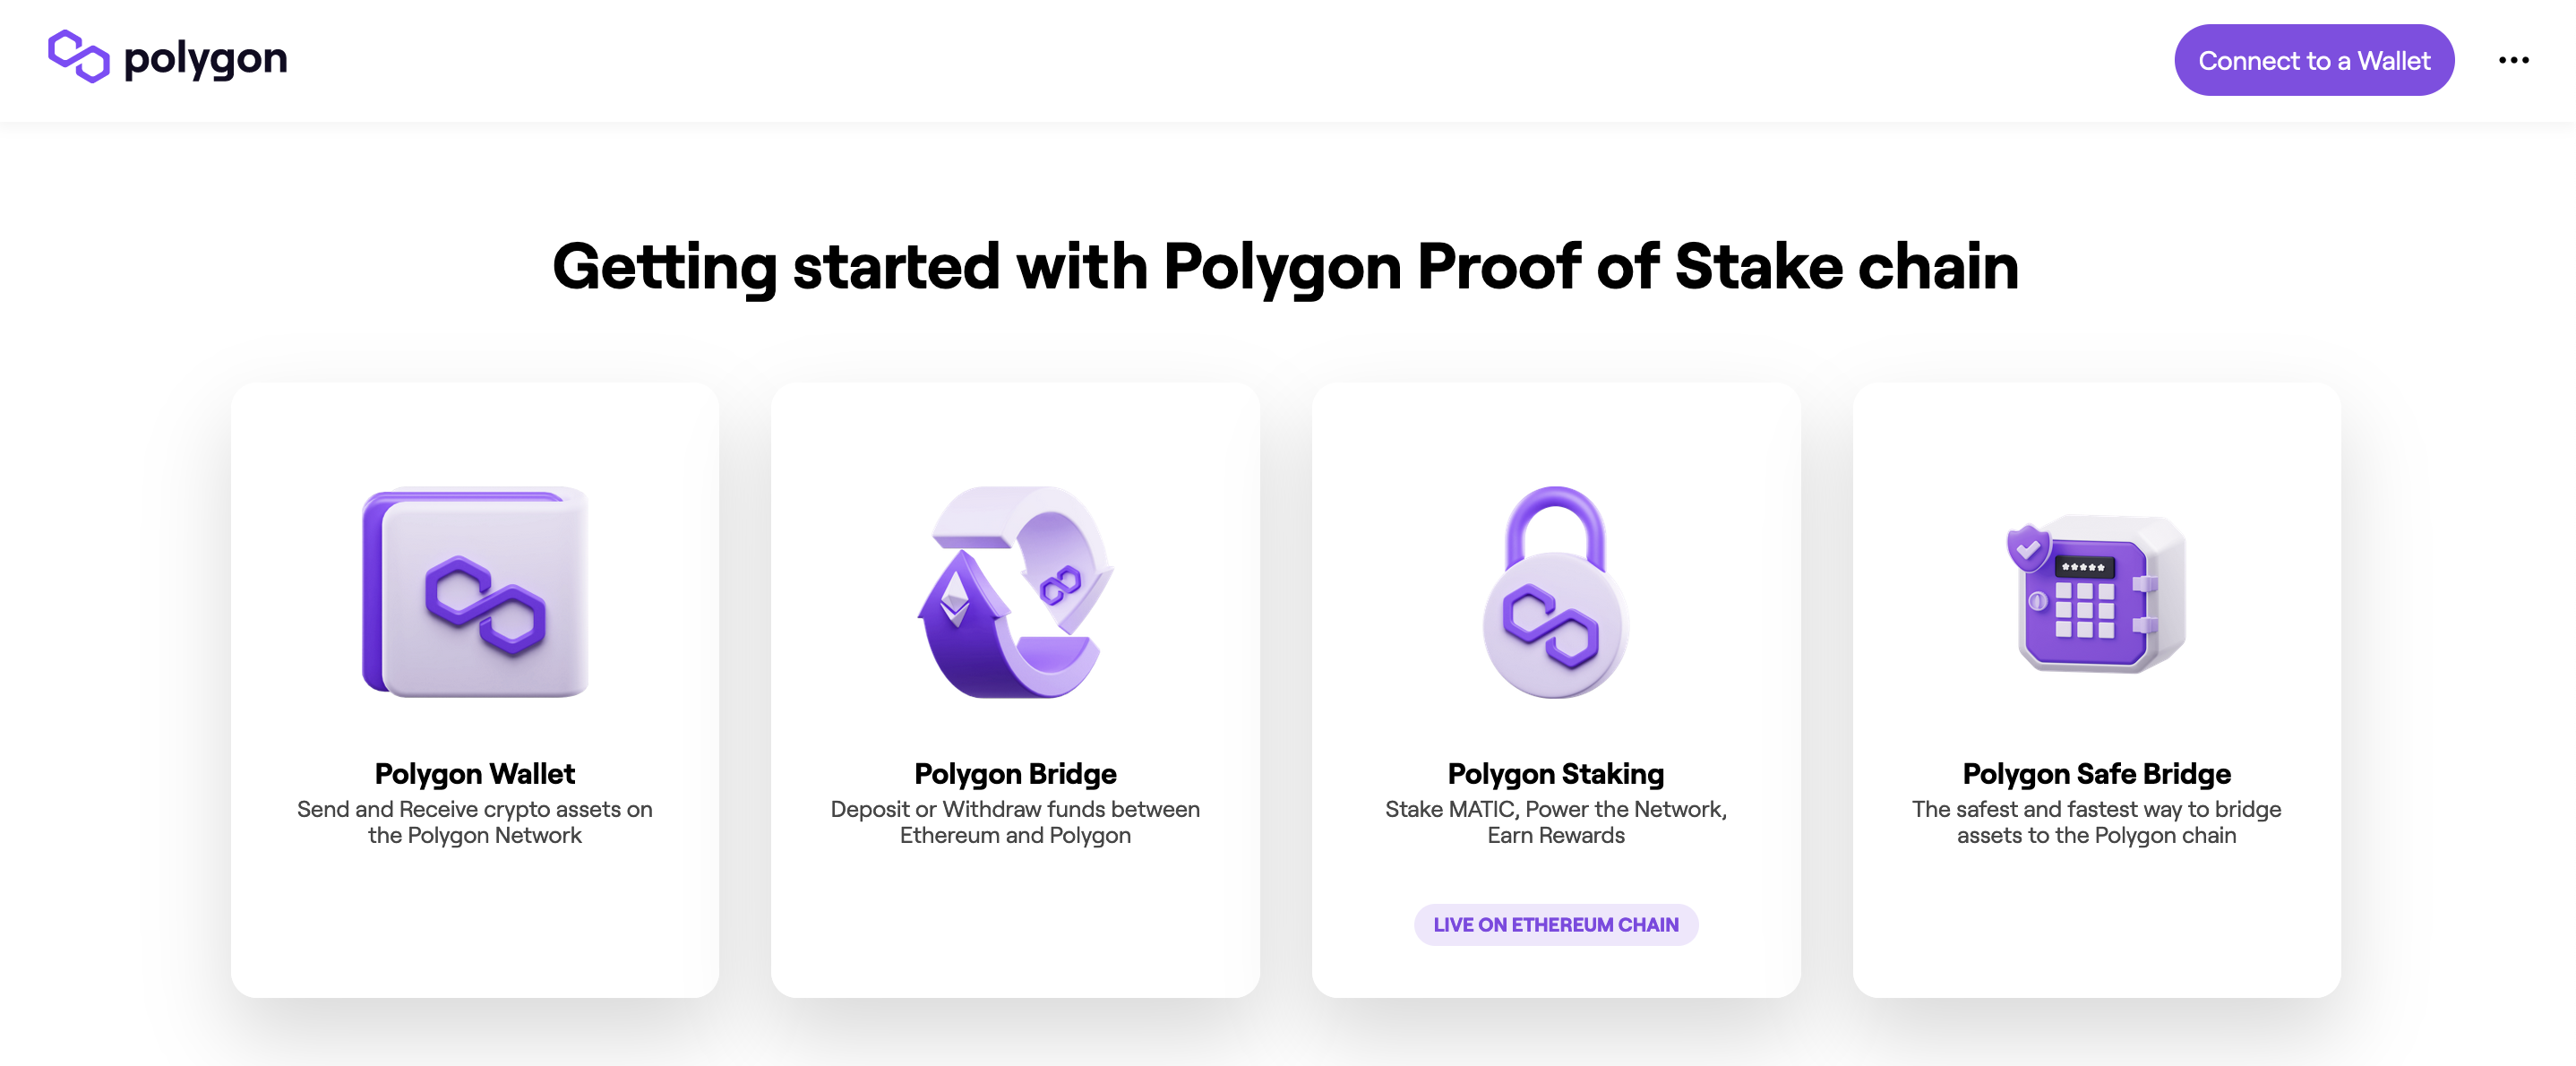 polygon
Connect to a Wallet
Getting started with Polygon Proof of Stake chain
Polygon Wallet
Send and Receive crypto assets on
the Polygon Network
Polygon Bridge
Deposit or Withdraw funds between
Ethereum and Polygon
Polygon Staking
Stake MATIC, Power the Network,
Earn Rewards
LIVE ON ETHEREUM CHAIN
*****
Polygon Safe Bridge
The safest and fastest way to bridge
assets to the Polygon chain